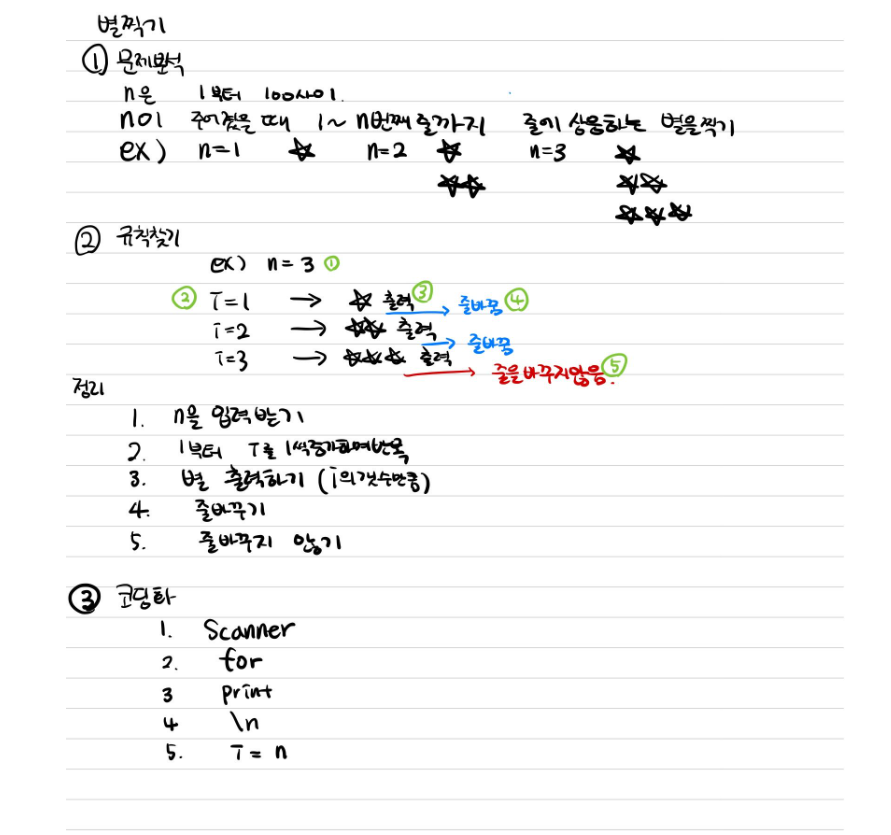 별찍기
① 문제분석
n은 1부터 100사이.
n이 주어졌을 때 1~ n번째 줄까지 줄에 상응하는 별을 찍기
ex) n=1 ☆ n=2 ☆ n=3 ☆
☆☆ ☆☆
☆☆☆
② 규칙찾기
ex) n=3 ①
② i=1 → ☆ 출력 ③ → 줄바꿈 ④
i=2 → ☆☆ 출력 → 줄바꿈
i=3 → ☆☆☆ 출력 → 줄을 바꾸지않음. ⑤
정리
1. n을 입력 받기
2. 1부터 i를 1씩증가하며반복
3. 별 출력하기 (i의갯수만큼)
4. 줄바꾸기
5. 줄바꾸지 않기
③ 코딩화
1. Scanner
2. for
3 print
4 \n
5. i = n